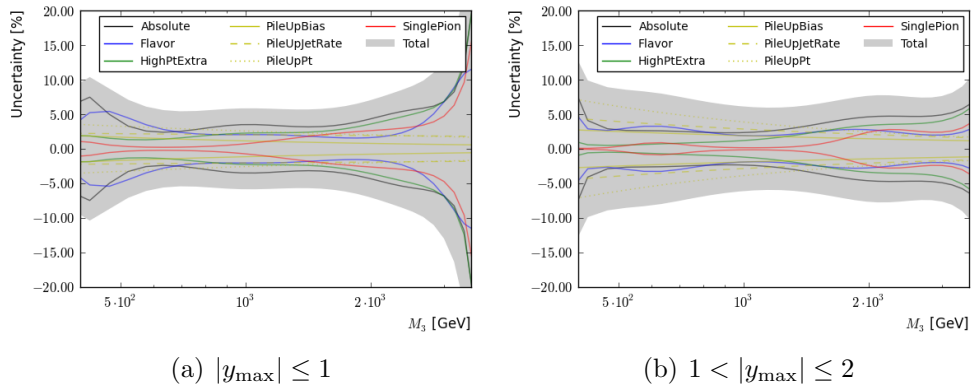 Uncertainty [%]
20.00
15.00
10.00
5.00
0.00
−5.00
−10.00
−15.00
−20.00
Absolute
Flavor
HighPtExtra
PileUpBias
PileUpJetRate
PileUpPt
SinglePion
Total
5·10²
10³
2·10³
M₃ [GeV]
(a) |y_max| ≤ 1
Uncertainty [%]
20.00
15.00
10.00
5.00
0.00
−5.00
−10.00
−15.00
−20.00
Absolute
Flavor
HighPtExtra
PileUpBias
PileUpJetRate
PileUpPt
SinglePion
Total
5·10²
10³
2·10³
M₃ [GeV]
(b) 1 < |y_max| ≤ 2